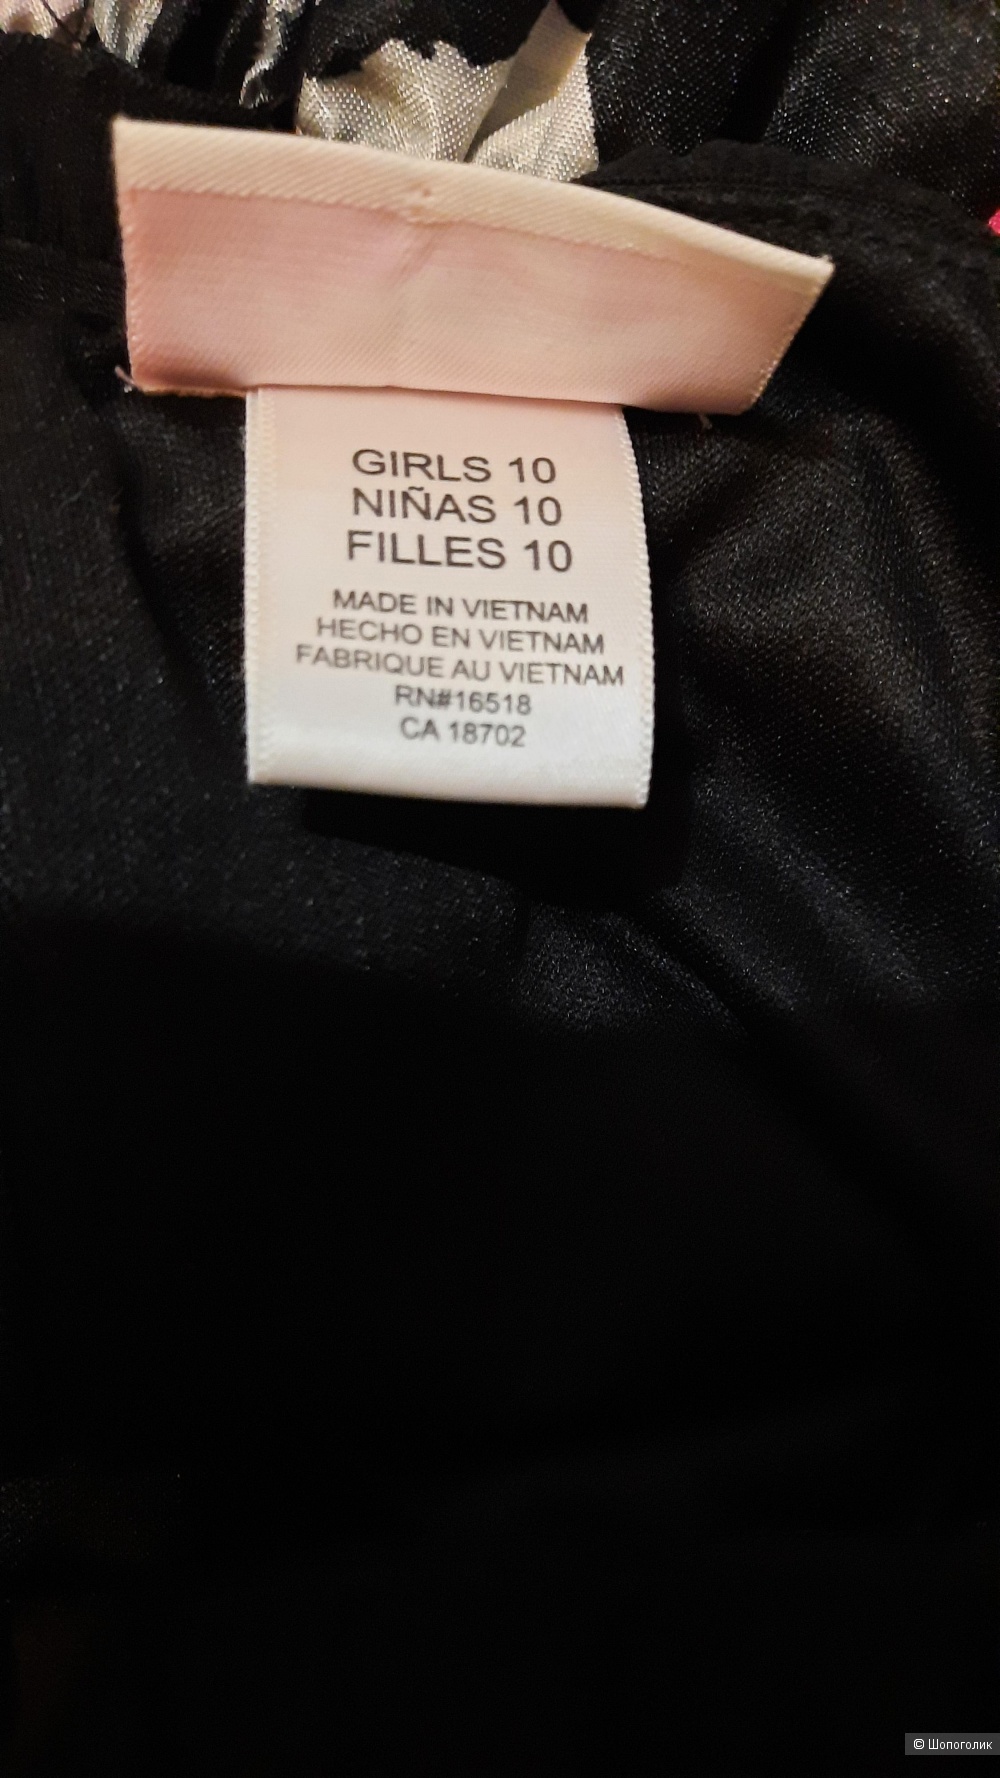 GIRLS 10
NIÑAS 10
FILLES 10
MADE IN VIETNAM
HECHO EN VIETNAM
FABRIQUE AU VIETNAM
RN#16518
CA 18702
© Шопоголик